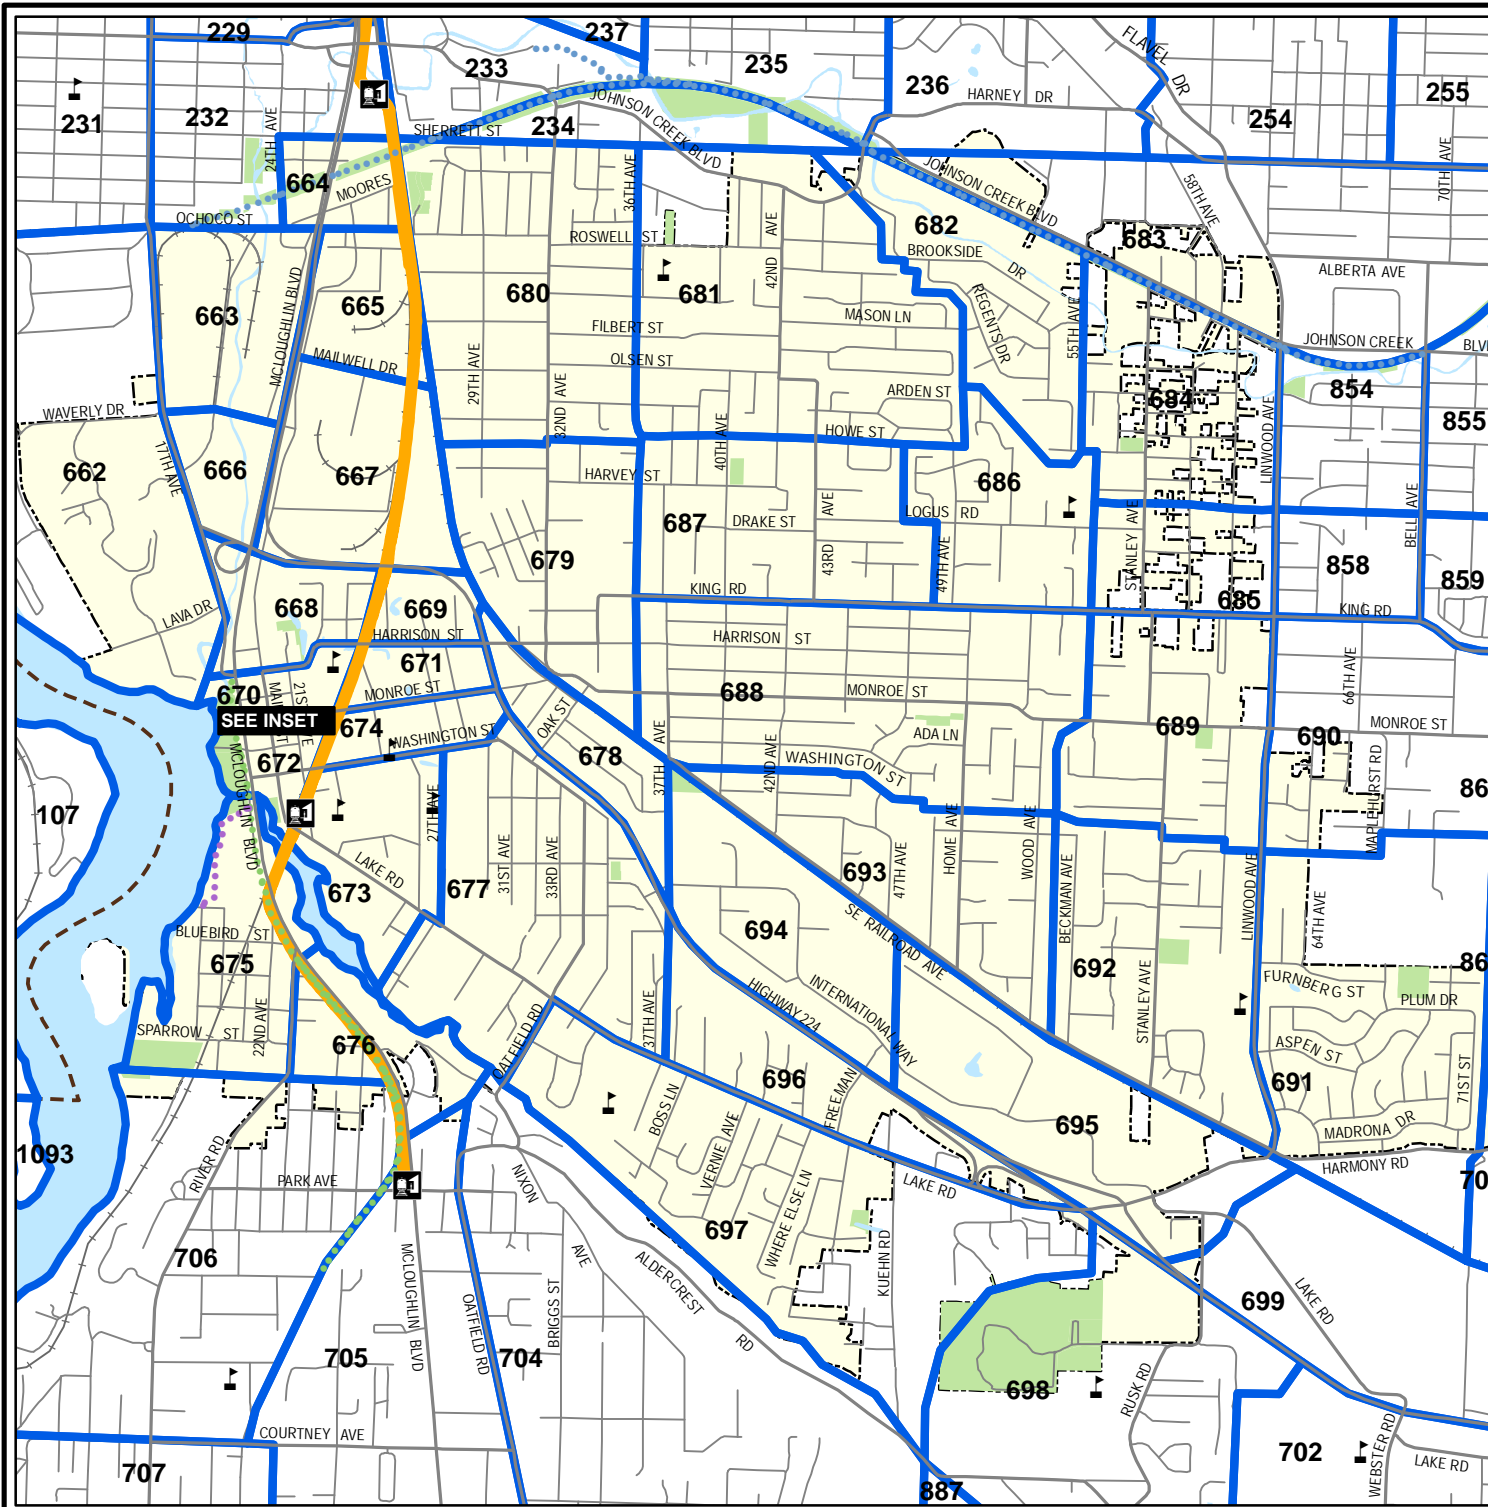 229
237
233
235
236
FLAVEL DR
255
231
232
24TH AVE
SHERRETT ST
234
JOHNSON CREEK BLVD
HARNEY DR
254
70TH AVE
664
MOORES
36TH AVE
42ND AVE
JOHNSON CREEK BLVD
58TH AVE
OCHOCO ST
ROSWELL ST
682
BROOKSIDE DR
683
ALBERTA AVE
663
MCLOUGHLIN BLVD
665
680
681
REGENTS DR
55TH AVE
FILBERT ST
MASON LN
JOHNSON CREEK BLV
MAILWELL DR
29TH AVE
OLSEN ST
32ND AVE
ARDEN ST
684
854
WAVERLY DR
HOWE ST
40TH AVE
LINWOOD AVE
855
662
17TH AVE
666
667
HARVEY ST
686
BELL AVE
687
DRAKE ST
43RD AVE
LOGUS RD
STANLEY AVE
679
49TH AVE
858
859
LAVA DR
668
669
KING RD
685
KING RD
HARRISON ST
HARRISON ST
671
66TH AVE
670
MAIN ST
21ST AVE
MONROE ST
688
MONROE ST
689
MONROE ST
SEE INSET
674
WASHINGTON ST
OAK ST
678
37TH AVE
42ND AVE
WASHINGTON ST
ADA LN
690
MAPLEHURST RD
672
MCLOUGHLIN BLVD
107
27TH AVE
86
LAKE RD
673
677
31ST AVE
33RD AVE
693
47TH AVE
HOME AVE
WOOD AVE
BECKMAN AVE
LINWOOD AVE
64TH AVE
BLUEBIRD ST
675
694
SE RAILROAD AVE
692
86
22ND AVE
SPARROW ST
HIGHWAY 224
INTERNATIONAL WAY
STANLEY AVE
FURNBERG ST
PLUM DR
676
OATFIELD RD
37TH AVE
ASPEN ST
71ST ST
BOSS LN
696
FREEMAN
691
VERNIE AVE
695
MADRONA DR
1093
RIVER RD
PARK AVE
NIXON AVE
WHERE ELSE LN
LAKE RD
HARMONY RD
70
706
697
KUEHN RD
MCLOUGHLIN BLVD
OATFIELD RD
BRIGGS ST
ALDERCREST RD
699
LAKE RD
705
704
698
RUSK RD
COURTNEY AVE
WEBSTER RD
707
702
LAKE RD
887